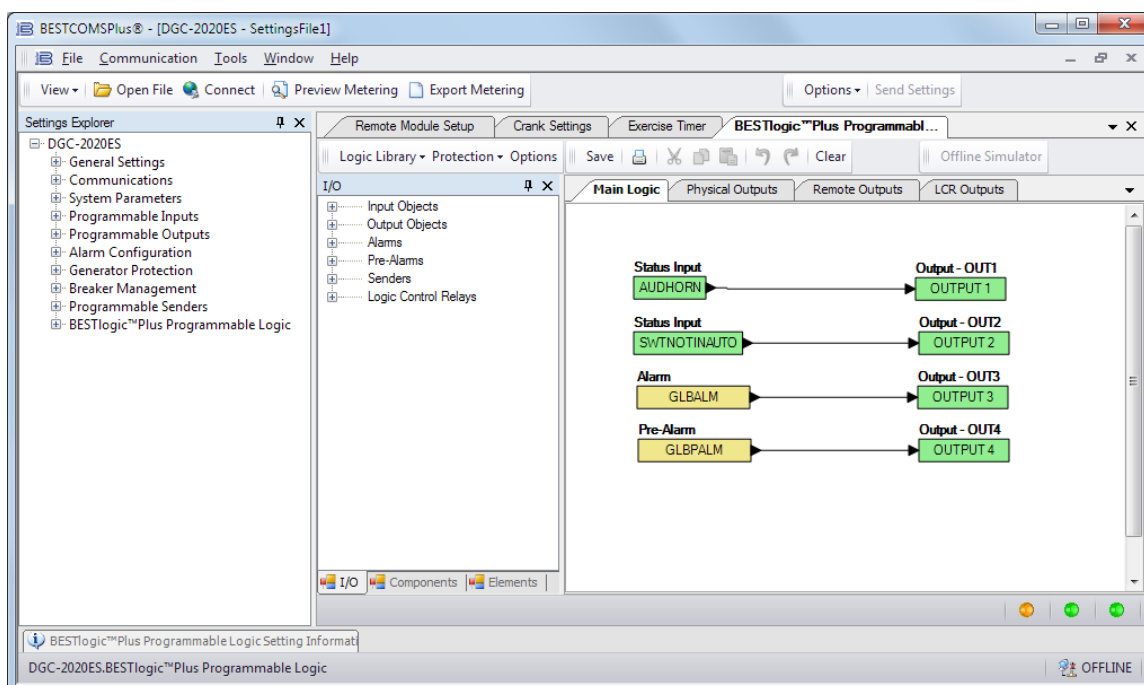 BESTCOMSPlus® - [DGC-2020ES - SettingsFile1]
File Communication Tools Window Help
View Open File Connect Preview Metering Export Metering Options Send Settings
Settings Explorer
DGC-2020ES
General Settings
Communications
System Parameters
Programmable Inputs
Programmable Outputs
Alarm Configuration
Generator Protection
Breaker Management
Programmable Senders
BESTlogic™Plus Programmable Logic
Remote Module Setup Crank Settings Exercise Timer BESTlogic™Plus Programmabl...
Logic Library Protection Options Save Clear Offline Simulator
I/O
Input Objects
Output Objects
Alarms
Pre-Alarms
Senders
Logic Control Relays
I/O Components Elements
Main Logic Physical Outputs Remote Outputs LCR Outputs
Status Input Output - OUT1
AUDHORN OUTPUT 1
Status Input Output - OUT2
SWTNOTINAUTO OUTPUT 2
Alarm Output - OUT3
GLBALM OUTPUT 3
Pre-Alarm Output - OUT4
GLBPALM OUTPUT 4
BESTlogic™Plus Programmable Logic Setting Informati
DGC-2020ES.BESTlogic™Plus Programmable Logic OFFLINE